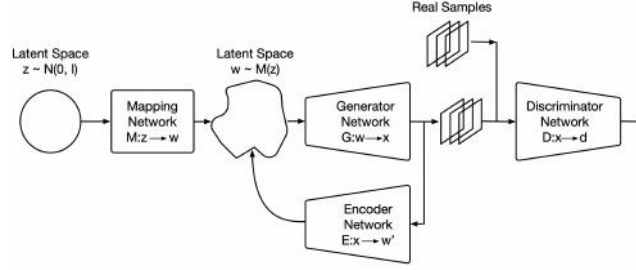 Real Samples
Latent Space
z ~ N(0, I)
Latent Space
w ~ M(z)
Mapping
Network
M:z → w
Generator
Network
G:w → x
Discriminator
Network
D:x → d
Encoder
Network
E:x → w'